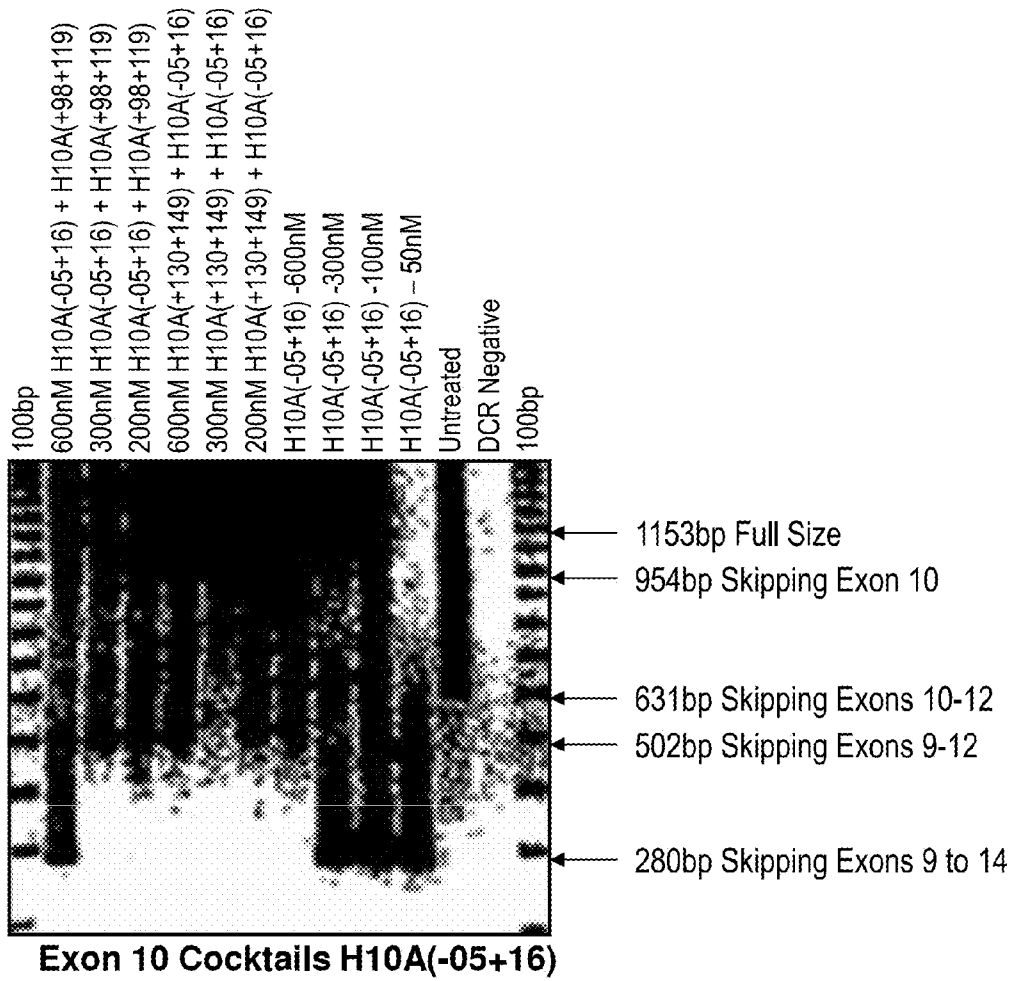 100bp
600nM H10A(-05+16) + H10A(+98+119)
300nM H10A(-05+16) + H10A(+98+119)
200nM H10A(-05+16) + H10A(+98+119)
600nM H10A(+130+149) + H10A(-05+16)
300nM H10A(+130+149) + H10A(-05+16)
200nM H10A(+130+149) + H10A(-05+16)
H10A(-05+16) -600nM
H10A(-05+16) -300nM
H10A(-05+16) -100nM
H10A(-05+16) – 50nM
Untreated
DCR Negative
100bp
1153bp Full Size
954bp Skipping Exon 10
631bp Skipping Exons 10-12
502bp Skipping Exons 9-12
280bp Skipping Exons 9 to 14
Exon 10 Cocktails H10A(-05+16)